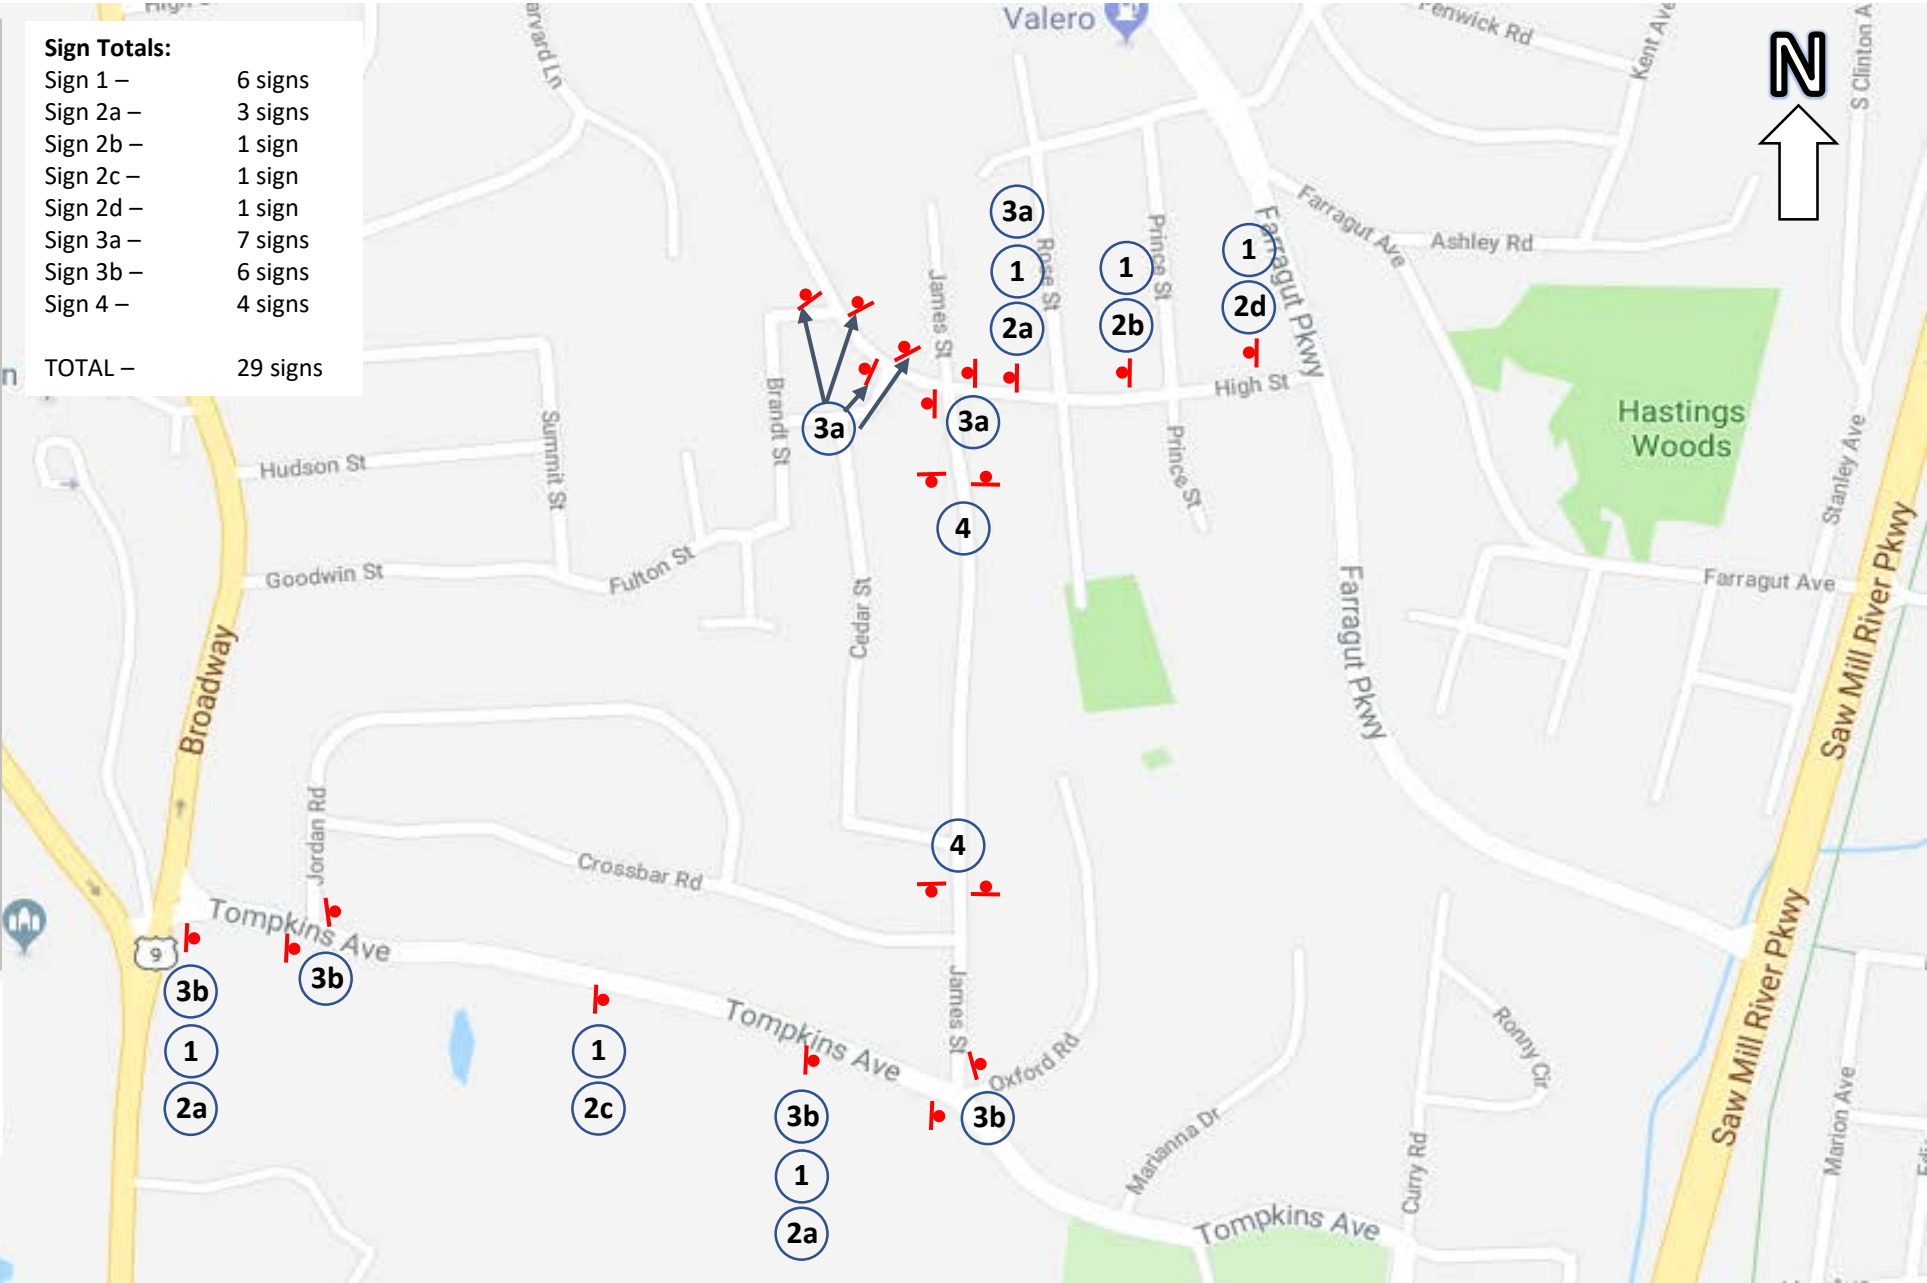 High S
Valero
Penwick Rd
Kent Ave
S Clinton A
arvard Ln
N
Sign Totals:
Sign 1 – 6 signs
Sign 2a – 3 signs
Sign 2b – 1 sign
Sign 2c – 1 sign
Sign 2d – 1 sign
Sign 3a – 7 signs
Sign 3b – 6 signs
Sign 4 – 4 signs
TOTAL – 29 signs
n
3a
1
2a
Rose St
1
2b
Prince St
1
2d
Farragut Pkwy
Farragut Ave
Ashley Rd
James St
High St
3a
3a
Brandt St
Summit St
Hudson St
Prince St
Hastings
Woods
Stanley Ave
4
Goodwin St
Fulton St
Cedar St
Farragut Pkwy
Farragut Ave
Saw Mill River Pkwy
Broadway
Jordan Rd
Crossbar Rd
4
Tompkins Ave
9
3b
1
2a
3b
1
2c
Tompkins Ave
3b
1
2a
James St
Oxford Rd
3b
Marianna Dr
Ronny Cir
Curry Rd
Saw Mill River Pkwy
Marion Ave
Tompkins Ave